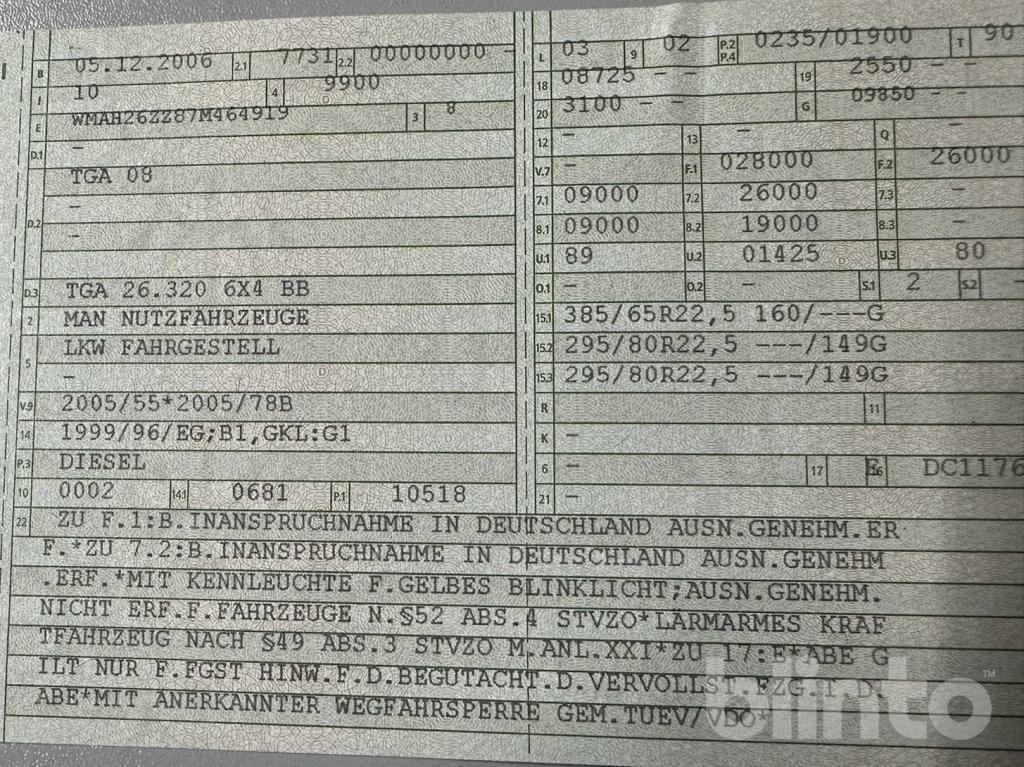 B 05.12.2006 2.1 7731 2.2 00000000 -
J 10 4 9900
E WMAH26ZZ87M464919 3 8
D.1 -
TGA 08
D.2 -
-
D.3 TGA 26.320 6X4 BB
2 MAN NUTZFAHRZEUGE
5 LKW FAHRGESTELL
-
V.9 2005/55*2005/78B
14 1999/96/EG;B1,GKL:G1
P.3 DIESEL
10 0002 14.1 0681 P.1 10518
L 03 9 02 P.2 P.4 0235/01900 T 90
18 08725 - - 19 2550 - -
20 3100 - - G 09850 - -
12 - 13 - Q -
V.7 - F.1 028000 F.2 26000
7.1 09000 7.2 26000 7.3 -
8.1 09000 8.2 19000 8.3 -
U.1 89 U.2 01425 U.3 80
O.1 - O.2 - S.1 2 S.2 -
15.1 385/65R22,5 160/---G
15.2 295/80R22,5 ---/149G
15.3 295/80R22,5 ---/149G
R 11
K -
6 - 17 E 16 DC1176
21 -
22 ZU F.1:B.INANSPRUCHNAHME IN DEUTSCHLAND AUSN.GENEHM.ER
F.*ZU 7.2:B.INANSPRUCHNAHME IN DEUTSCHLAND AUSN.GENEHM
.ERF.*MIT KENNLEUCHTE F.GELBES BLINKLICHT;AUSN.GENEHM.
NICHT ERF.F.FAHRZEUGE N.§52 ABS.4 STVZO*LÄRMARMES KRAF
TFAHRZEUG NACH §49 ABS.3 STVZO M.ANL.XXI*ZU 17:E*ABE G
ILT NUR F.FGST HINW.F.D.BEGUTACHT.D.VERVOLLST.FZG.I.D.
ABE*MIT ANERKANNTER WEGFAHRSPERRE GEM.TUEV/VDO*
blinto™